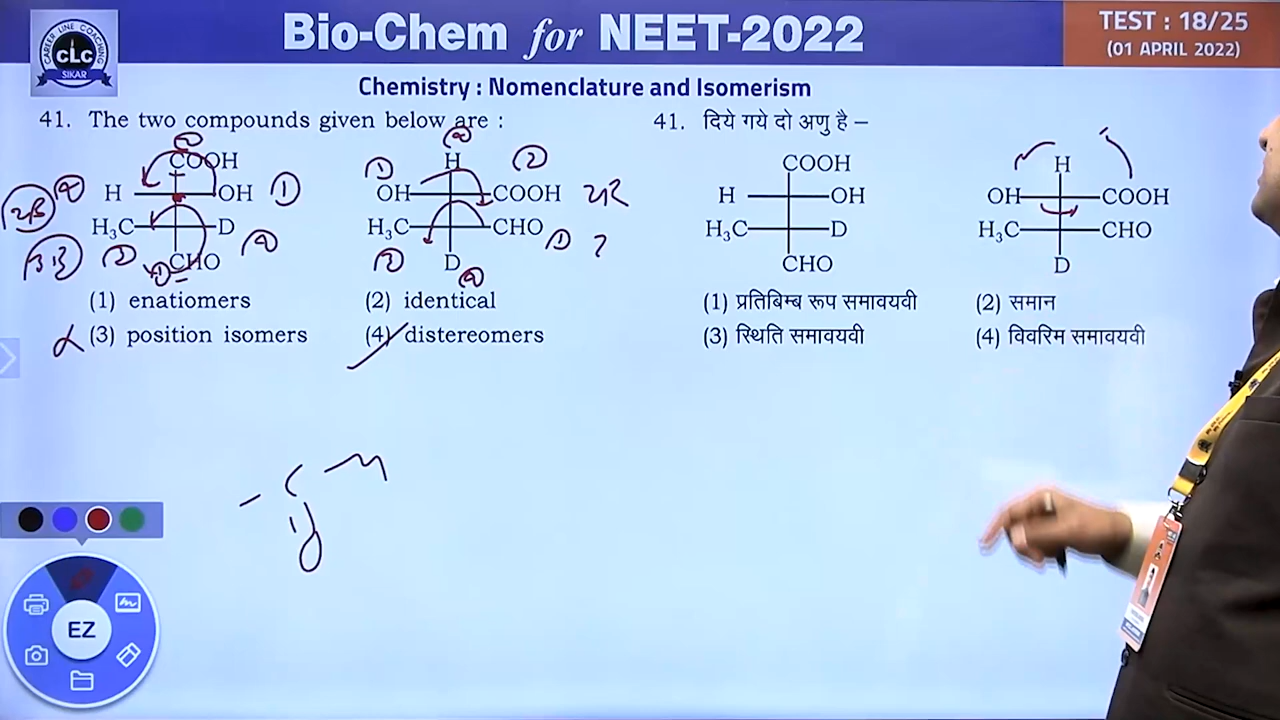 CAREER LINE COACHING
CLC
SIKAR
Bio-Chem for NEET-2022
TEST : 18/25
(01 APRIL 2022)
Chemistry : Nomenclature and Isomerism
41. The two compounds given below are :
COOH
H OH
H₃C D
CHO
H
OH COOH
H₃C CHO
D
(1) enatiomers (2) identical
(3) position isomers (4) distereomers
41. दिये गये दो अणु है –
COOH
H OH
H₃C D
CHO
H
OH COOH
H₃C CHO
D
(1) प्रतिबिम्ब रूप समावयवी (2) समान
(3) स्थिति समावयवी (4) विवरिम समावयवी
EZ